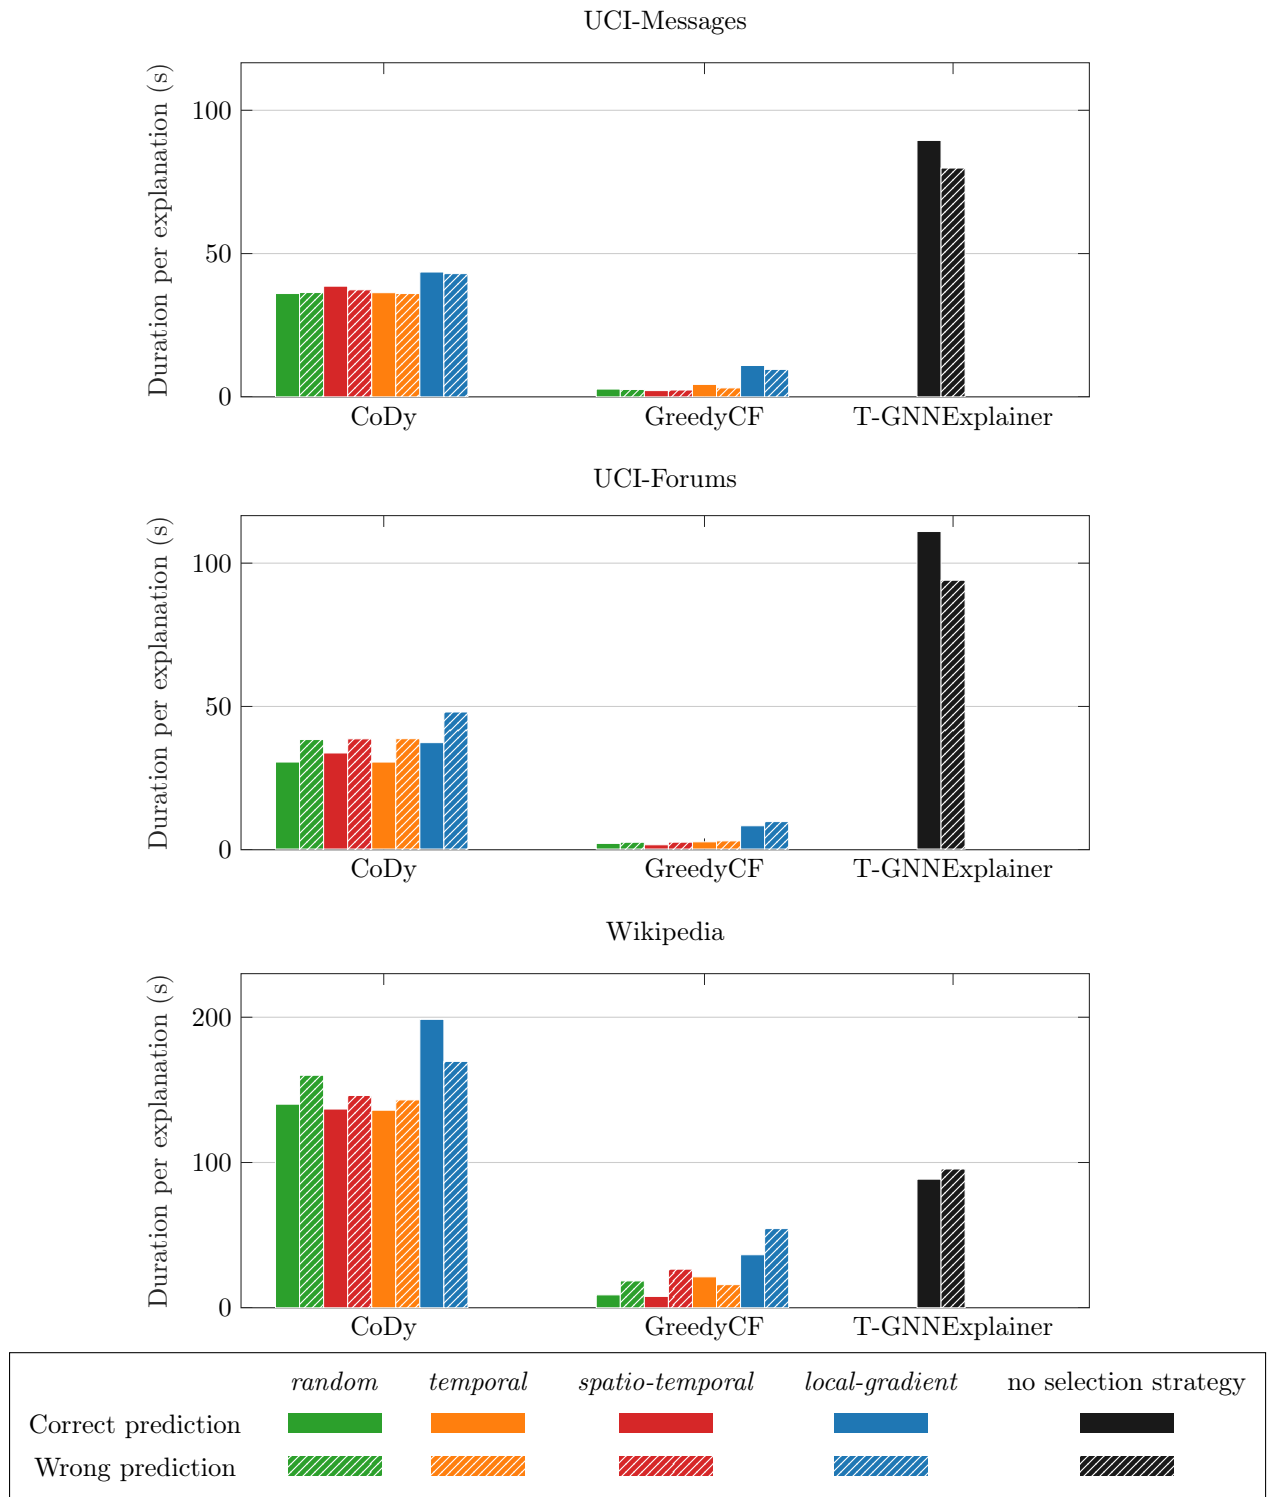 UCI-Messages
Duration per explanation (s)
100
50
0
CoDy GreedyCF T-GNNExplainer
UCI-Forums
Duration per explanation (s)
100
50
0
CoDy GreedyCF T-GNNExplainer
Wikipedia
Duration per explanation (s)
200
100
0
CoDy GreedyCF T-GNNExplainer
random temporal spatio-temporal local-gradient no selection strategy
Correct prediction
Wrong prediction